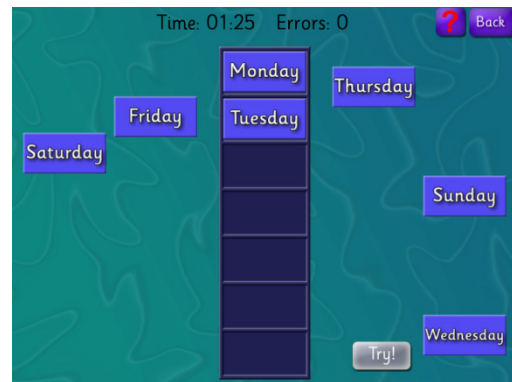 Time: 01:25 Errors: 0
? Back
Monday
Thursday
Friday
Tuesday
Saturday
Sunday
Wednesday
Try!